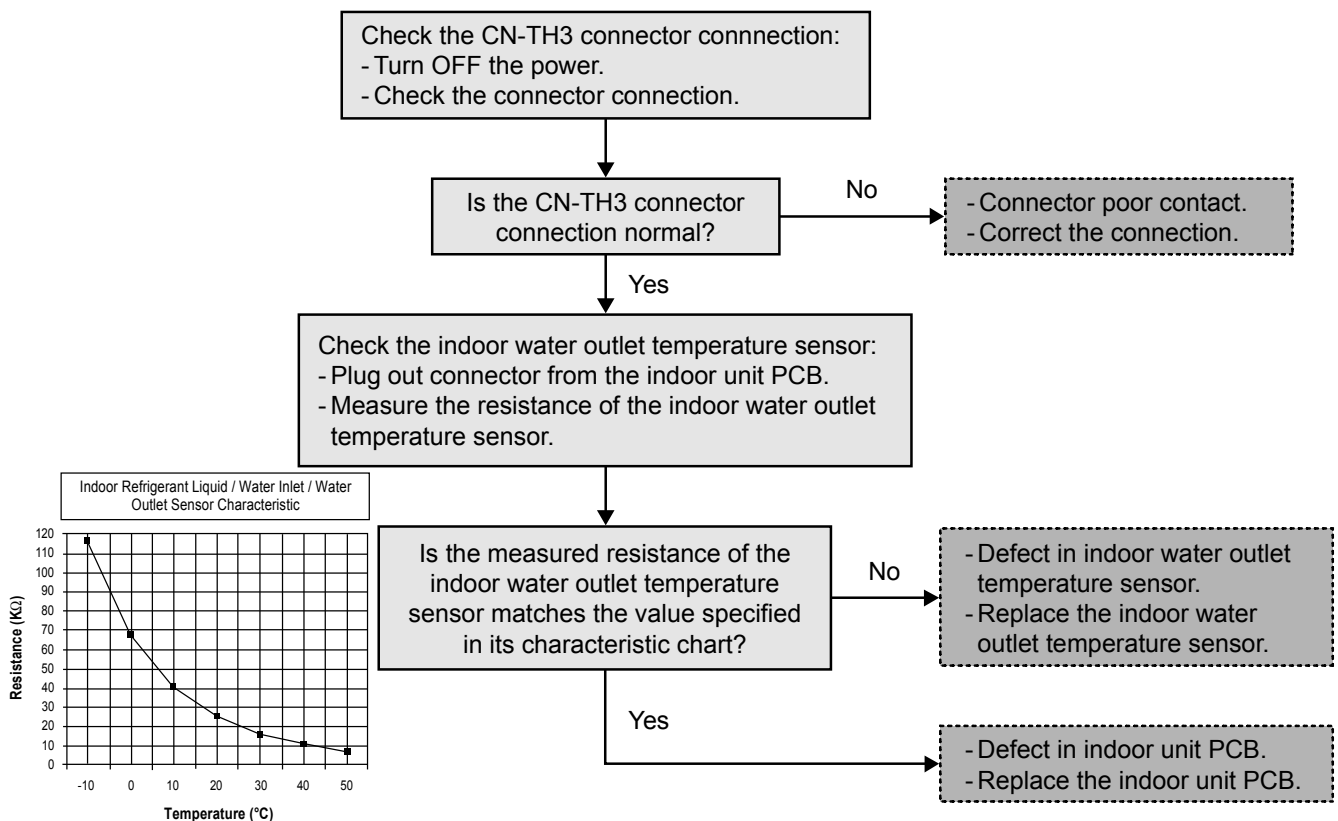 Check the CN-TH3 connector connnection:
- Turn OFF the power.
- Check the connector connection.
Is the CN-TH3 connector
connection normal?
No
- Connector poor contact.
- Correct the connection.
Yes
Check the indoor water outlet temperature sensor:
- Plug out connector from the indoor unit PCB.
- Measure the resistance of the indoor water outlet
temperature sensor.
Indoor Refrigerant Liquid / Water Inlet / Water
Outlet Sensor Characteristic
120
110
100
90
80
70
60
50
40
30
20
10
0
Resistance (KΩ)
-10 0 10 20 30 40 50
Temperature (°C)
Is the measured resistance of the
indoor water outlet temperature
sensor matches the value specified
in its characteristic chart?
No
- Defect in indoor water outlet
temperature sensor.
- Replace the indoor water
outlet temperature sensor.
Yes
- Defect in indoor unit PCB.
- Replace the indoor unit PCB.